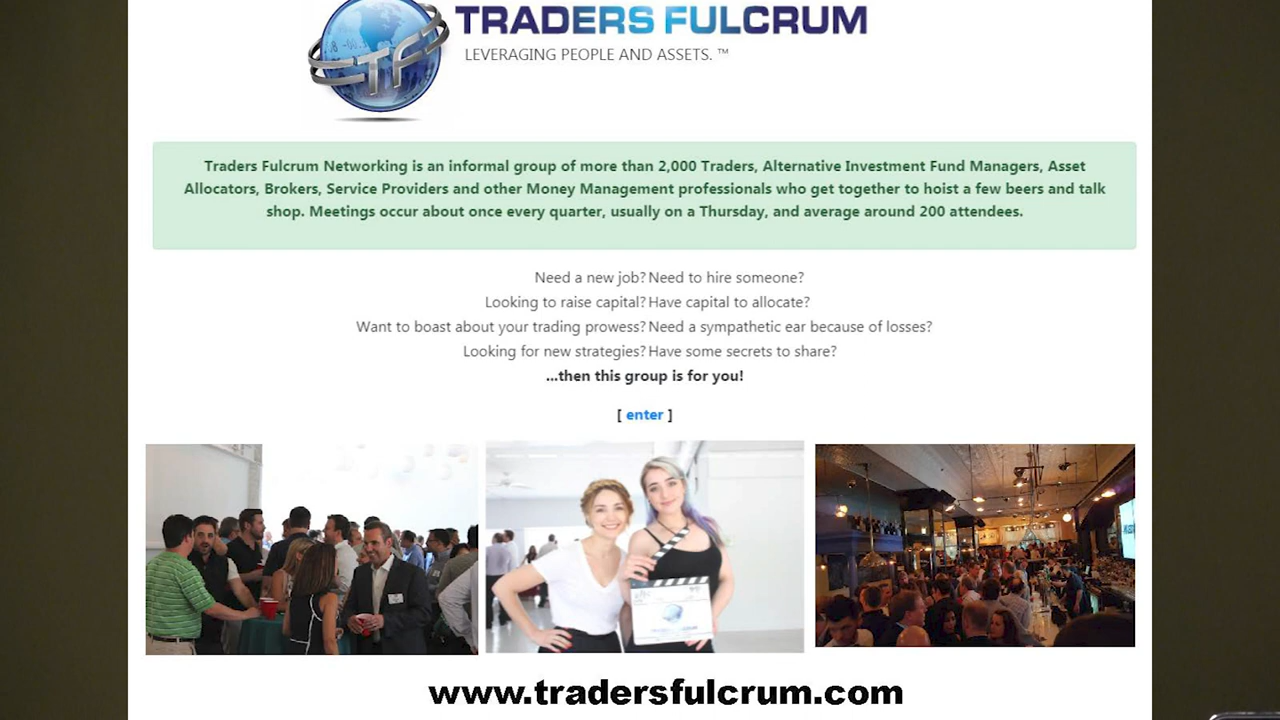 TRADERS FULCRUM
LEVERAGING PEOPLE AND ASSETS. ™
TF
Traders Fulcrum Networking is an informal group of more than 2,000 Traders, Alternative Investment Fund Managers, Asset
Allocators, Brokers, Service Providers and other Money Management professionals who get together to hoist a few beers and talk
shop. Meetings occur about once every quarter, usually on a Thursday, and average around 200 attendees.
Need a new job? Need to hire someone?
Looking to raise capital? Have capital to allocate?
Want to boast about your trading prowess? Need a sympathetic ear because of losses?
Looking for new strategies? Have some secrets to share?
...then this group is for you!
[ enter ]
www.tradersfulcrum.com